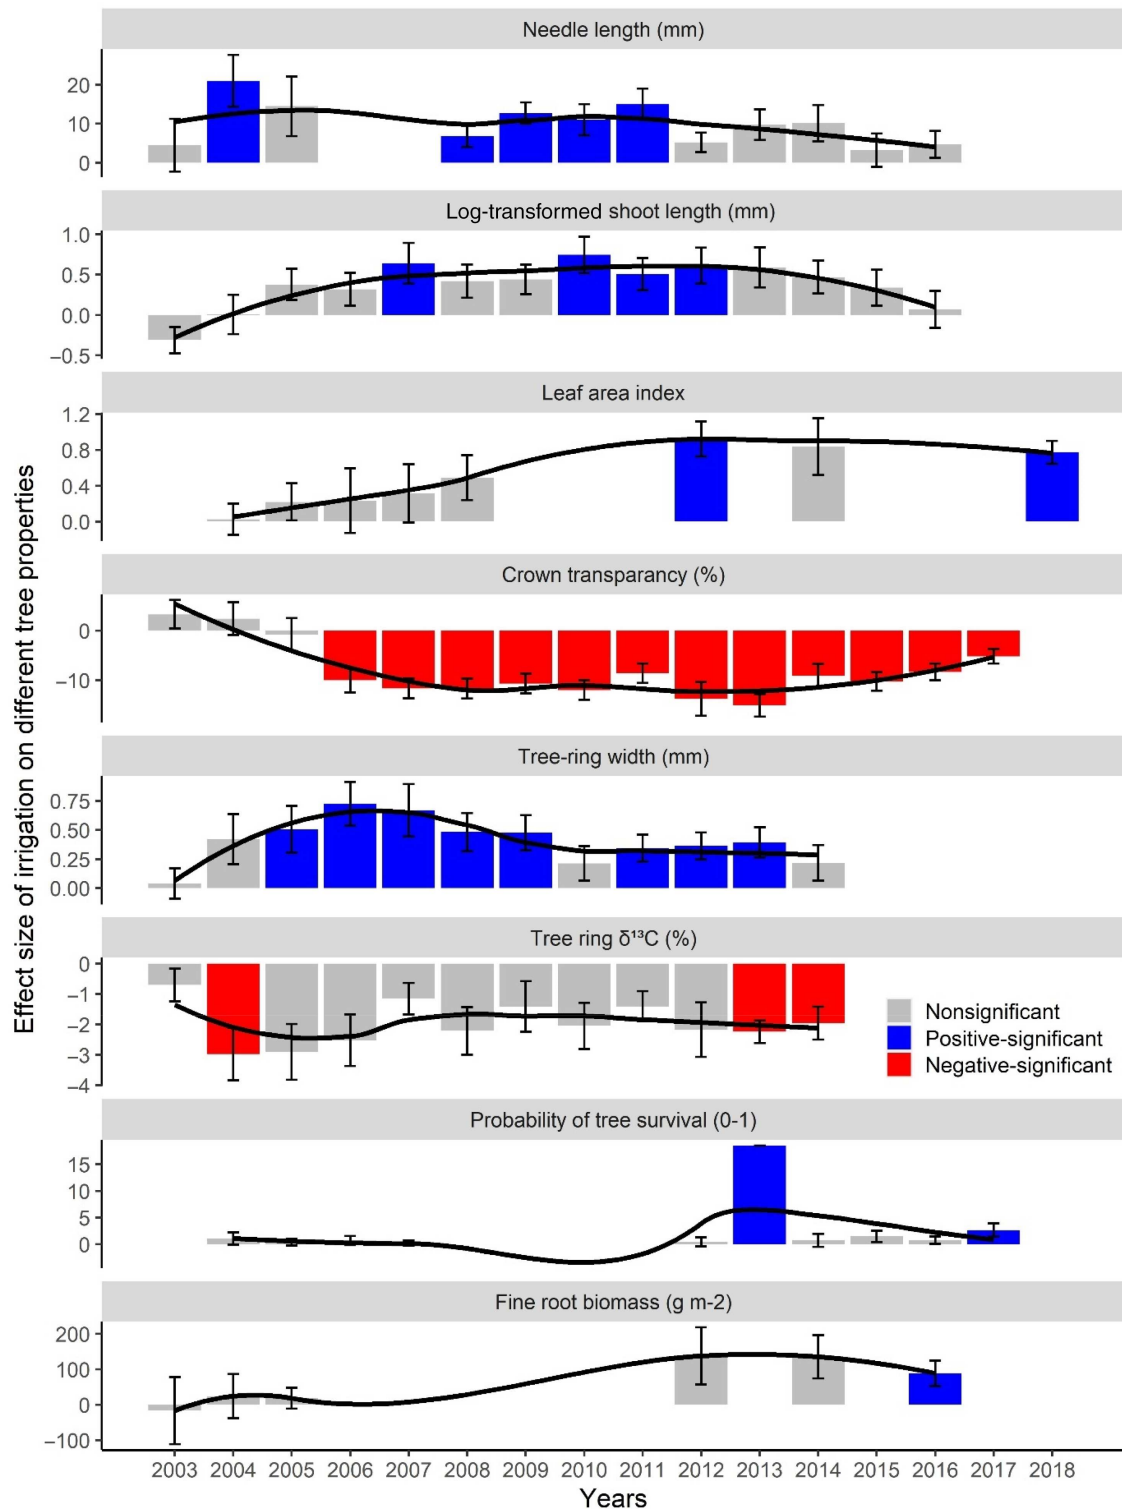 Needle length (mm)
20
10
0
Log-transformed shoot length (mm)
1.0
0.5
0.0
−0.5
Leaf area index
1.2
0.8
0.4
0.0
Crown transparancy (%)
0
−10
Tree-ring width (mm)
0.75
0.50
0.25
0.00
Tree ring δ¹³C (%)
0
−1
−2
−3
−4
Nonsignificant
Positive-significant
Negative-significant
Probability of tree survival (0-1)
15
10
5
0
Fine root biomass (g m-2)
200
100
0
−100
2003 2004 2005 2006 2007 2008 2009 2010 2011 2012 2013 2014 2015 2016 2017 2018
Years
Effect size of irrigation on different tree properties